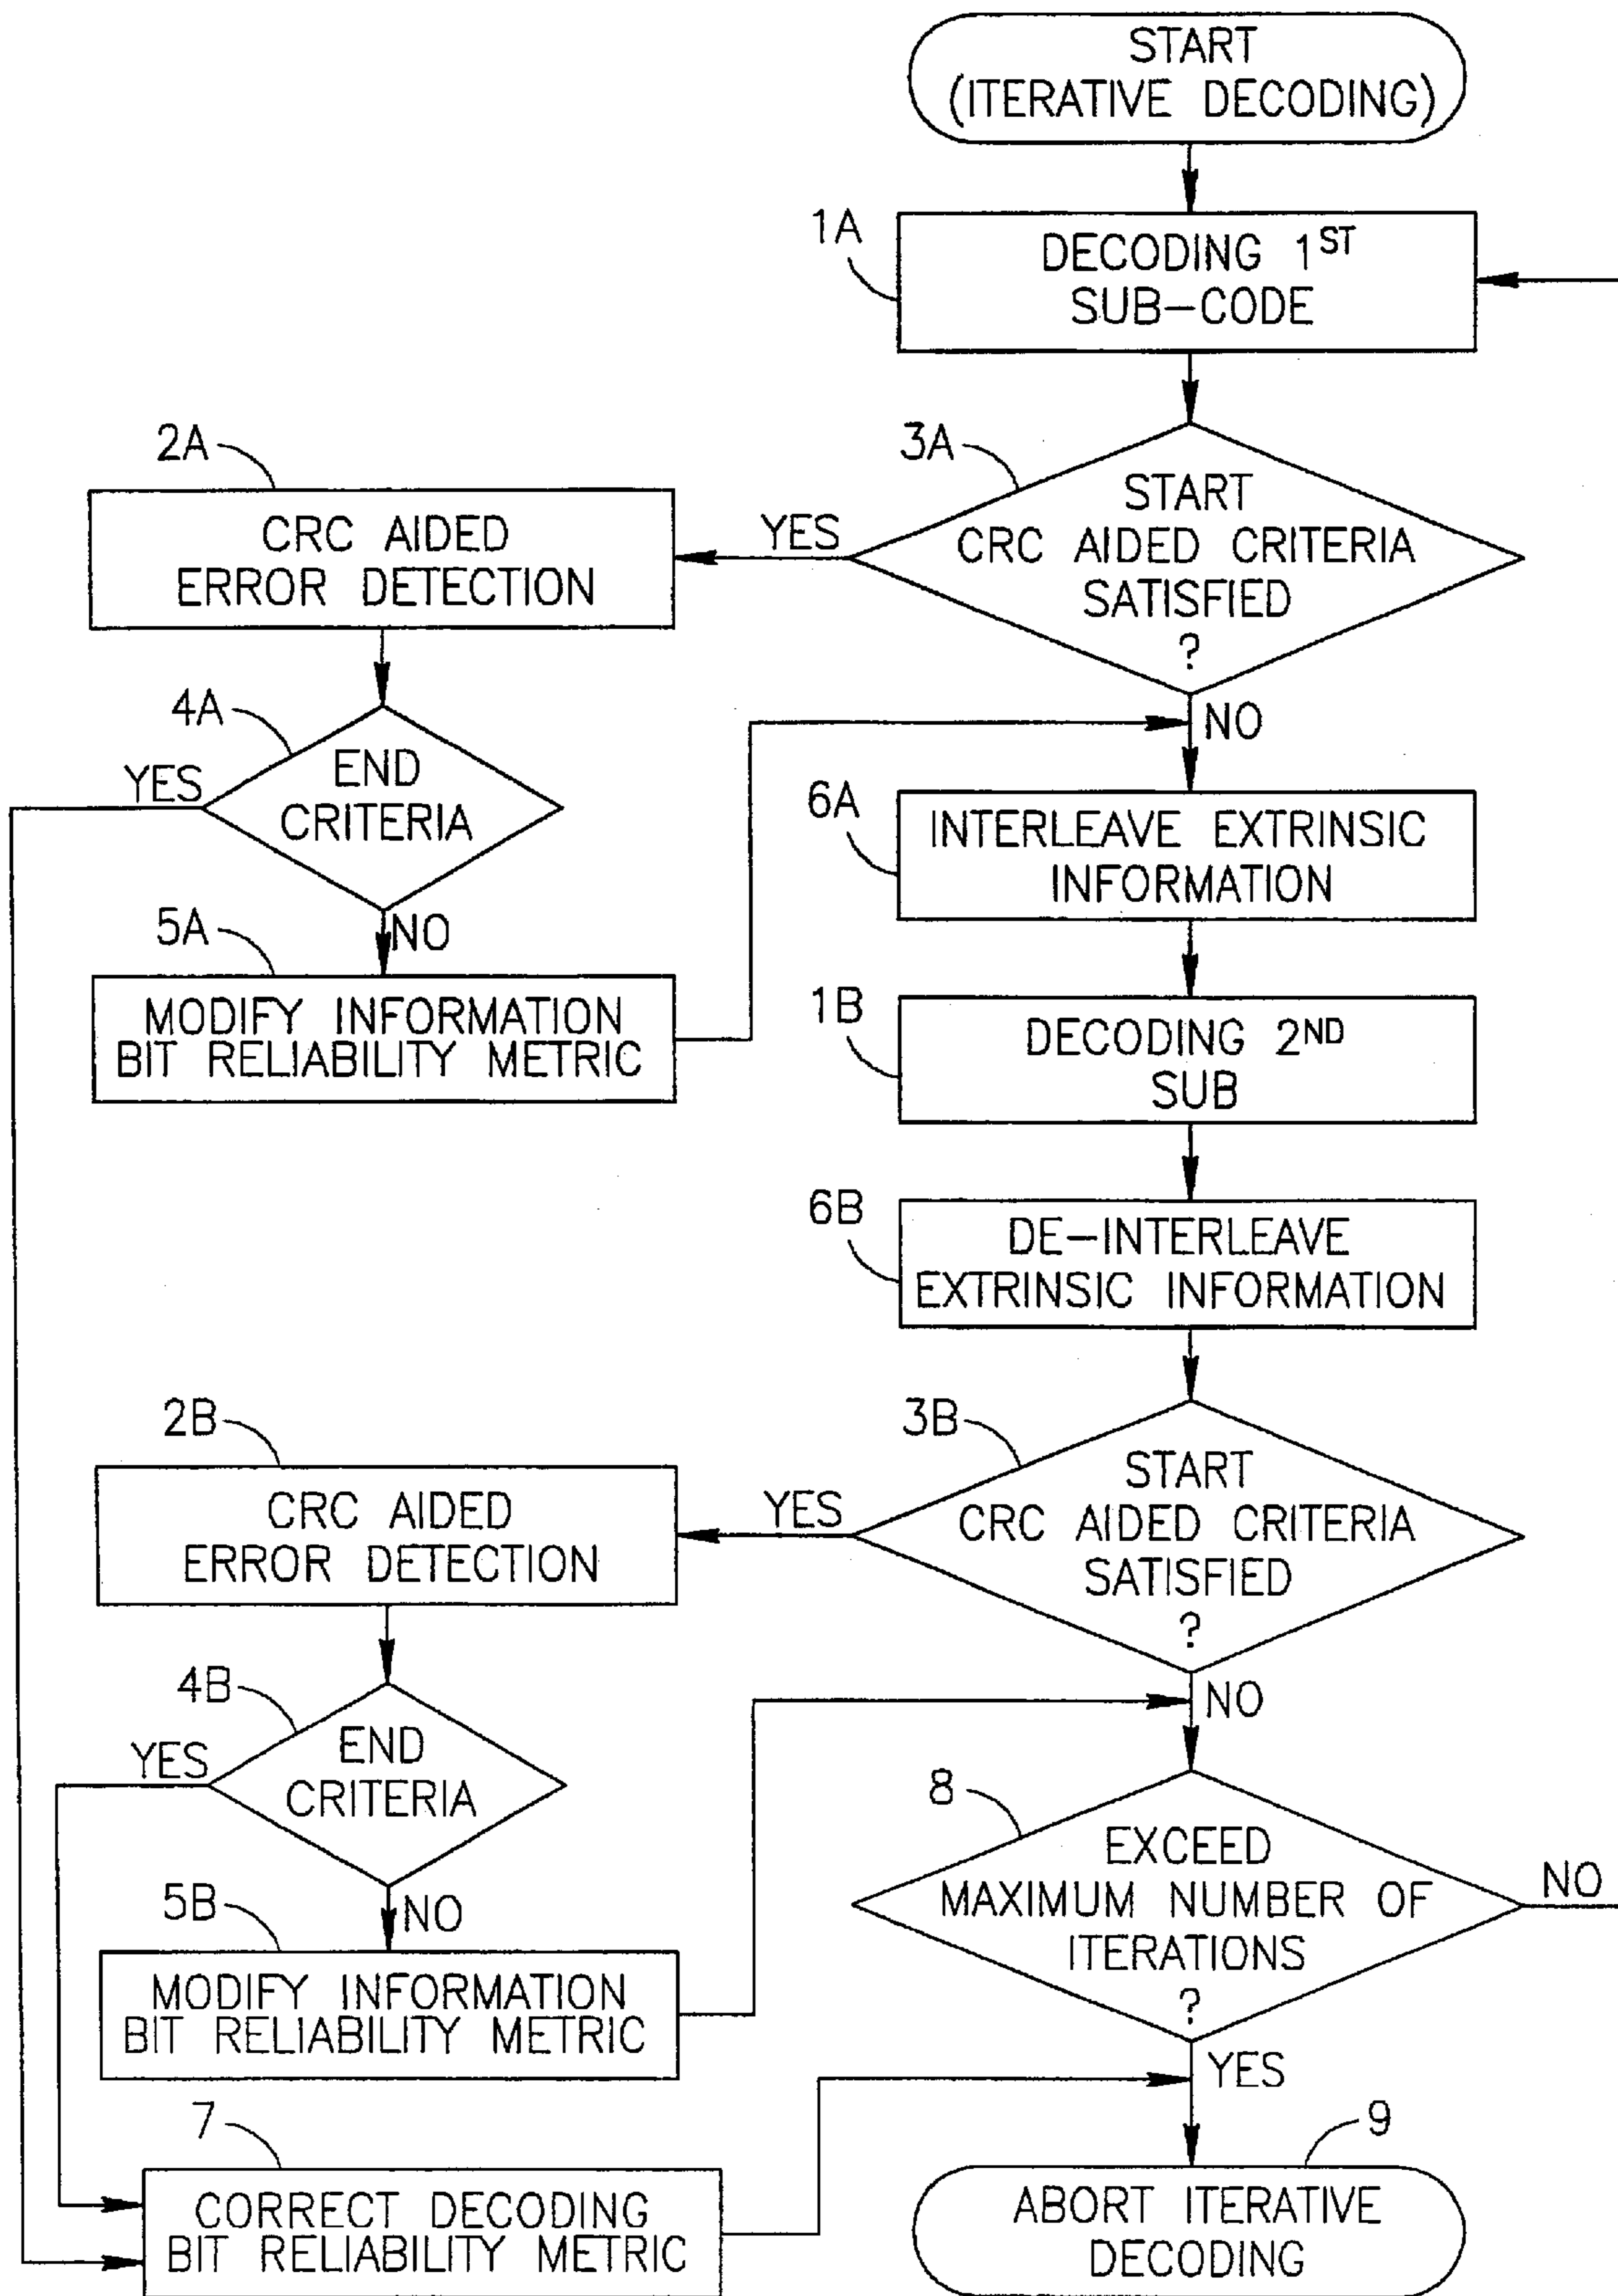 START
(ITERATIVE DECODING)
1A
DECODING 1ST
SUB-CODE
2A
CRC AIDED
ERROR DETECTION
YES
3A
START
CRC AIDED CRITERIA
SATISFIED
?
NO
4A
YES
END
CRITERIA
NO
6A
INTERLEAVE EXTRINSIC
INFORMATION
5A
MODIFY INFORMATION
BIT RELIABILITY METRIC
1B
DECODING 2ND
SUB
6B
DE-INTERLEAVE
EXTRINSIC INFORMATION
2B
CRC AIDED
ERROR DETECTION
YES
3B
START
CRC AIDED CRITERIA
SATISFIED
?
NO
4B
YES
END
CRITERIA
NO
8
EXCEED
MAXIMUM NUMBER OF
ITERATIONS
?
NO
YES
5B
MODIFY INFORMATION
BIT RELIABILITY METRIC
7
CORRECT DECODING
BIT RELIABILITY METRIC
9
ABORT ITERATIVE
DECODING